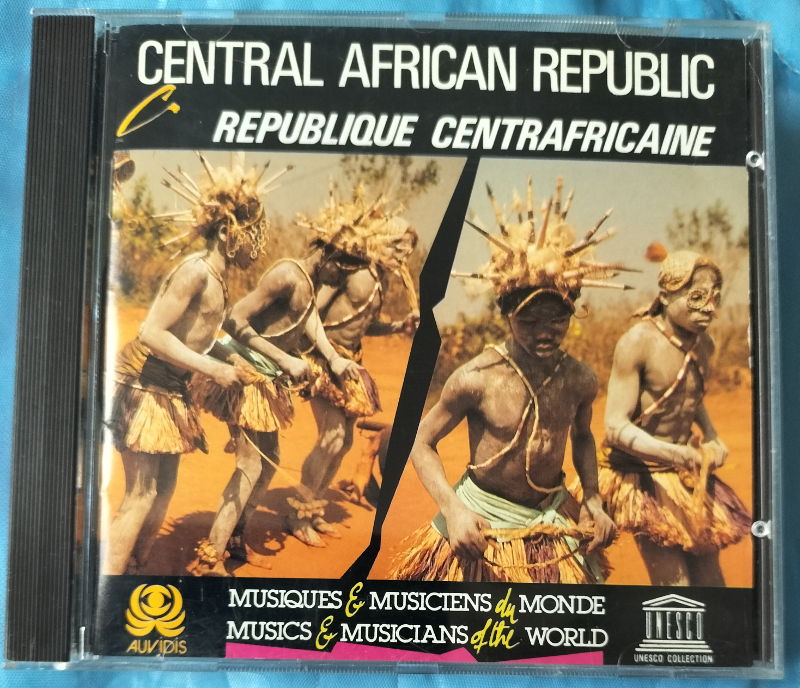 CENTRAL AFRICAN REPUBLIC
REPUBLIQUE CENTRAFRICAINE
MUSIQUES & MUSICIENS du MONDE
MUSICS & MUSICIANS of the WORLD
AUVIDIS
UNESCO
UNESCO COLLECTION